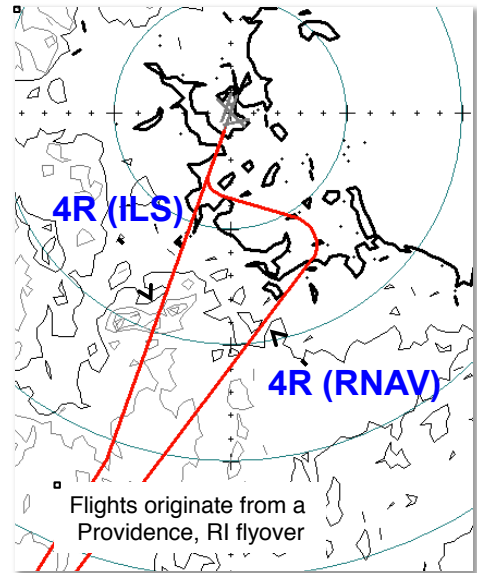 4R (ILS)
4R (RNAV)
Flights originate from a
Providence, RI flyover